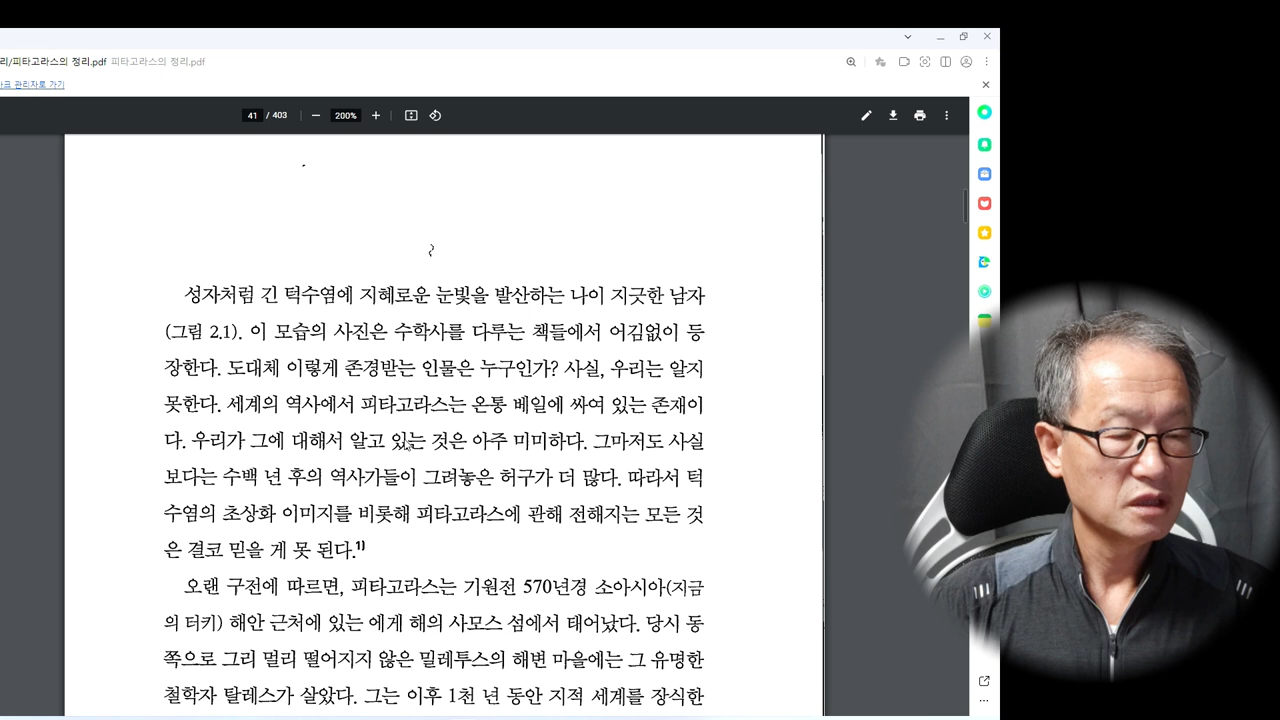 리/피타고라스의 정리.pdf 피타고라스의 정리.pdf
마크 관리자로 가기
41 / 403 200%
성자처럼 긴 턱수염에 지혜로운 눈빛을 발산하는 나이 지긋한 남자
(그림 2.1). 이 모습의 사진은 수학사를 다루는 책들에서 어김없이 등
장한다. 도대체 이렇게 존경받는 인물은 누구인가? 사실, 우리는 알지
못한다. 세계의 역사에서 피타고라스는 온통 베일에 싸여 있는 존재이
다. 우리가 그에 대해서 알고 있는 것은 아주 미미하다. 그마저도 사실
보다는 수백 년 후의 역사가들이 그려놓은 허구가 더 많다. 따라서 턱
수염의 초상화 이미지를 비롯해 피타고라스에 관해 전해지는 모든 것
은 결코 믿을 게 못 된다.1)
오랜 구전에 따르면, 피타고라스는 기원전 570년경 소아시아(지금
의 터키) 해안 근처에 있는 에게 해의 사모스 섬에서 태어났다. 당시 동
쪽으로 그리 멀리 떨어지지 않은 밀레투스의 해변 마을에는 그 유명한
철학자 탈레스가 살았다. 그는 이후 1천 년 동안 지적 세계를 장식한